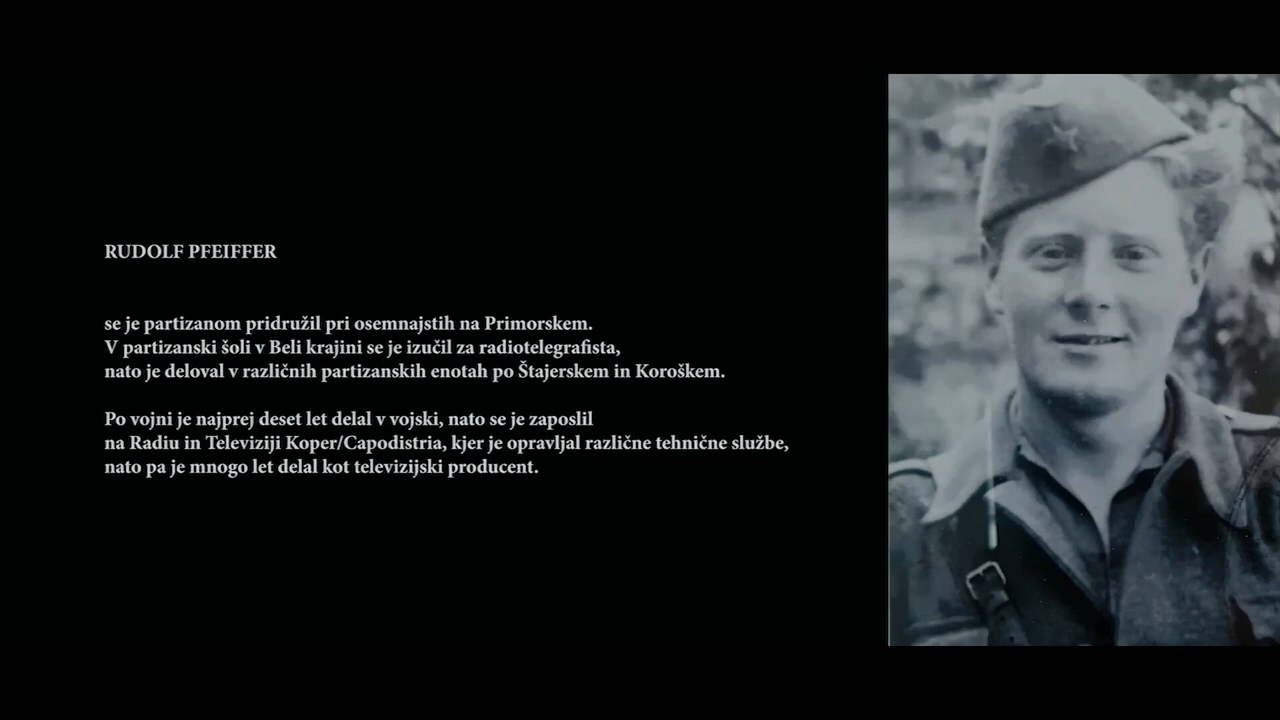 RUDOLF PFEIFFER
se je partizanom pridružil pri osemnajstih na Primorskem.
V partizanski šoli v Beli krajini se je izučil za radiotelegrafista,
nato je deloval v različnih partizanskih enotah po Štajerskem in Koroškem.
Po vojni je najprej deset let delal v vojski, nato se je zaposlil
na Radiu in Televiziji Koper/Capodistria, kjer je opravljal različne tehnične službe,
nato pa je mnogo let delal kot televizijski producent.